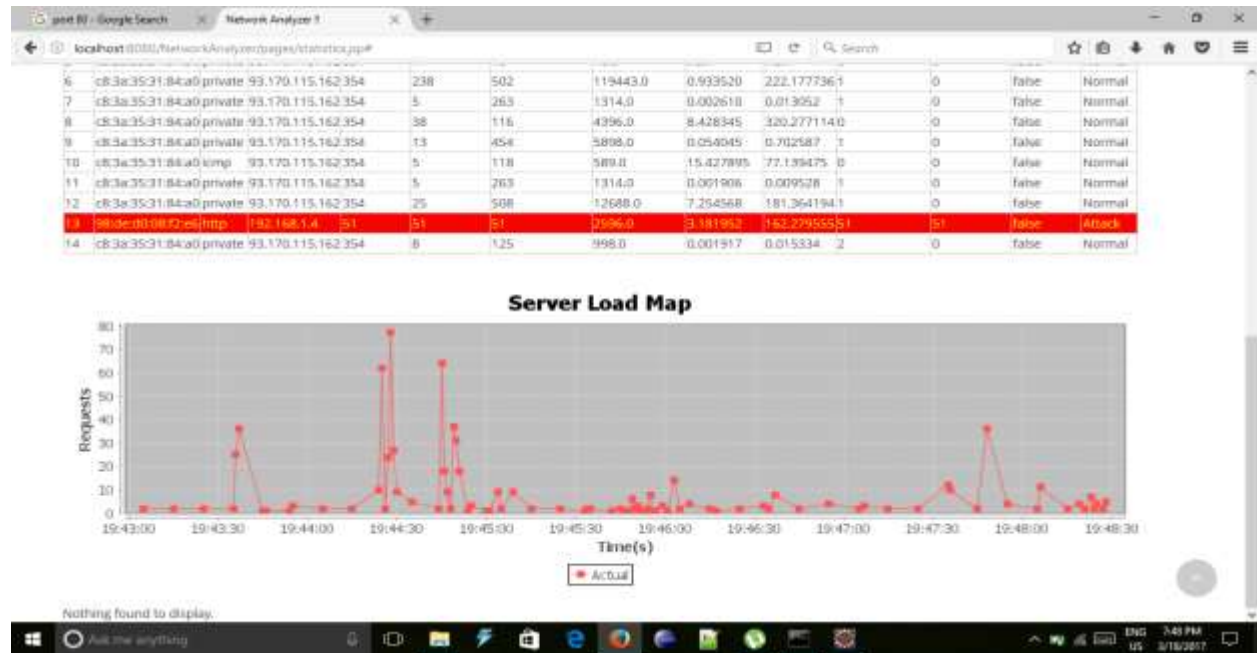 port 80 - Google Search Network Analyzer !!
localhost:8080/NetworkAnalyzer/pages/statistics.jsp# Search
6 c8:3a:35:31:84:a0 private 93.170.115.162 354 238 502 119443.0 0.933520 222.177736 1 0 false Normal
7 c8:3a:35:31:84:a0 private 93.170.115.162 354 5 263 1314.0 0.002610 0.013052 1 0 false Normal
8 c8:3a:35:31:84:a0 private 93.170.115.162 354 38 116 4396.0 8.428345 320.277114 0 0 false Normal
9 c8:3a:35:31:84:a0 private 93.170.115.162 354 13 454 5898.0 0.054045 0.702587 1 0 false Normal
10 c8:3a:35:31:84:a0 icmp 93.170.115.162 354 5 118 589.0 15.427895 77.139475 0 0 false Normal
11 c8:3a:35:31:84:a0 private 93.170.115.162 354 5 263 1314.0 0.001906 0.009528 1 0 false Normal
12 c8:3a:35:31:84:a0 private 93.170.115.162 354 25 508 12688.0 7.254568 181.364194 1 0 false Normal
13 98:de:d0:08:f2:e6 http 192.168.1.4 51 51 51 2596.0 3.181952 162.279555 51 51 false Attack
14 c8:3a:35:31:84:a0 private 93.170.115.162 354 8 125 998.0 0.001917 0.015334 2 0 false Normal
Server Load Map
80
70
60
50
40
30
20
10
0
Requests
19:43:00 19:43:30 19:44:00 19:44:30 19:45:00 19:45:30 19:46:00 19:46:30 19:47:00 19:47:30 19:48:00 19:48:30
Time(s)
Actual
Nothing found to display.
Ask me anything ENG 7:48 PM
US 3/18/2017